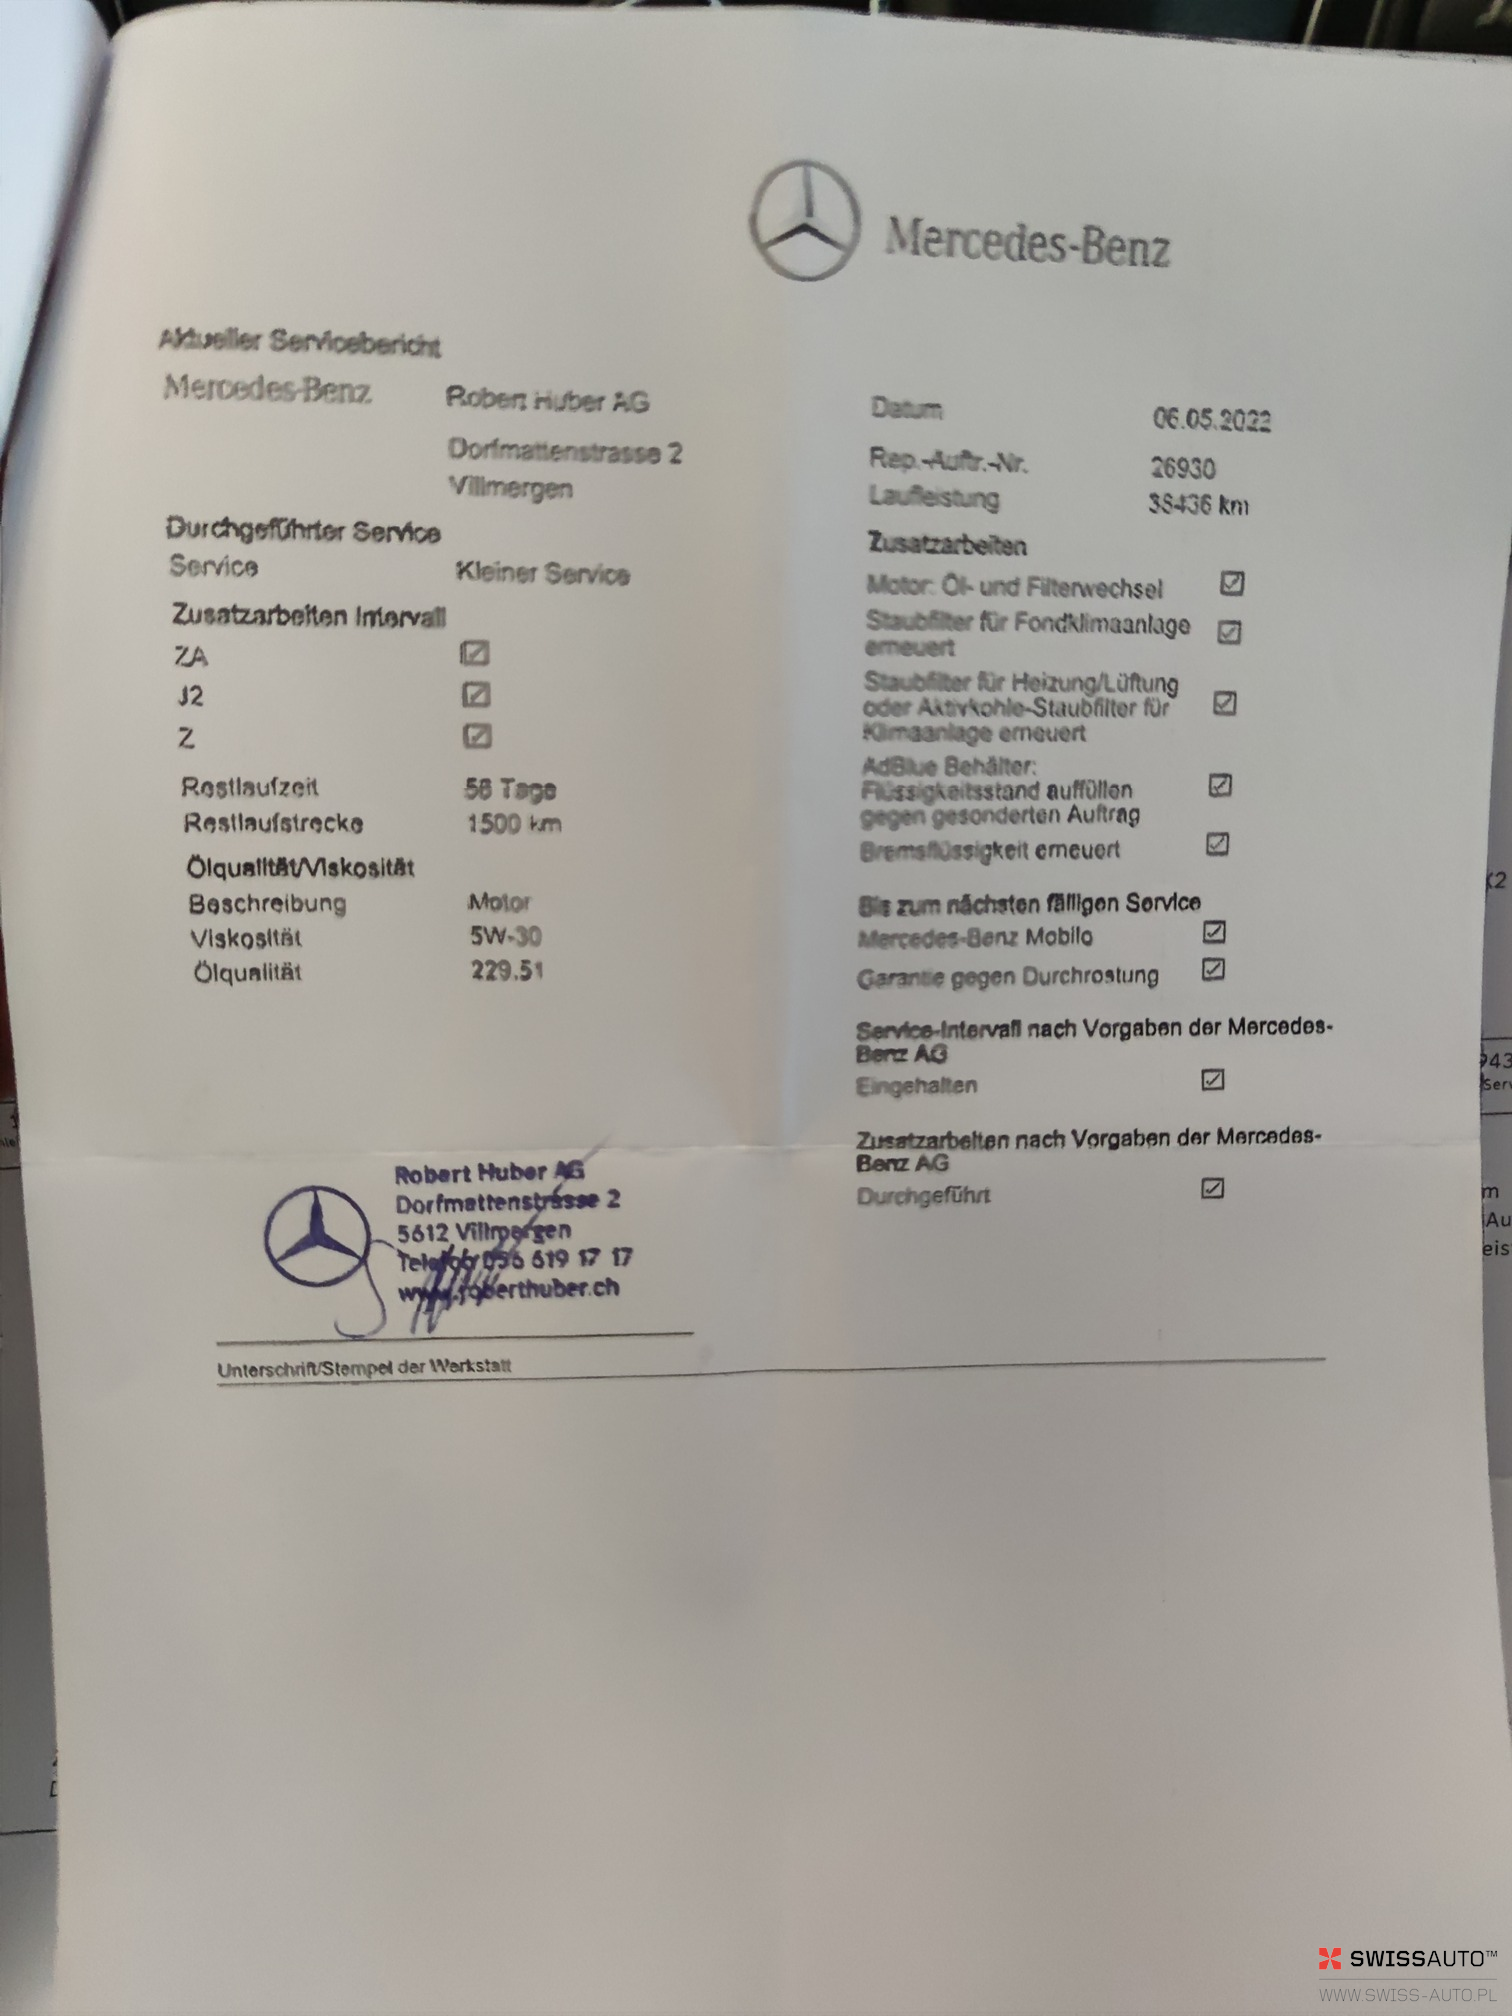 Mercedes-Benz
Aktueller Servicebericht
Mercedes-Benz
Robert Huber AG
Dorfmattenstrasse 2
Villmergen
Durchgeführter Service
Service
Kleiner Service
Zusatzarbeiten Intervall
ZA
J2
Z
Restlaufzeit
Tage
Restlaufstrecke
1500 km
Ölqualität/Viskosität
Beschreibung
Motor
Viskosität
5W-30
Ölqualität
229.51
Datum
06.05.2022
Rep.-Auftr.-Nr.
26930
Laufleistung
km
Zusatzarbeiten
Motor: Öl- und Filterwechsel
Staubfilter für Fondklimaanlage
erneuert
Staubfilter für Heizung/Lüftung
oder Aktivkohle-Staubfilter für
Klimaanlage erneuert
AdBlue Behälter:
Flüssigkeitsstand auffüllen
gegen gesonderten Auftrag
Bremsflüssigkeit erneuert
Bis zum nächsten fälligen Service
Mercedes-Benz Mobilo
Garantie gegen Durchrostung
Service-Intervall nach Vorgaben der Mercedes-
Benz AG
Eingehalten
Zusatzarbeiten nach Vorgaben der Mercedes-
Benz AG
Durchgeführt
Robert Huber AG
Dorfmattenstrasse 2
5612 Villmergen
Telefon 056 619 17 17
www.roberthuber.ch
Unterschrift/Stempel der Werkstatt
SWISSAUTO™
WWW.SWISS-AUTO.PL